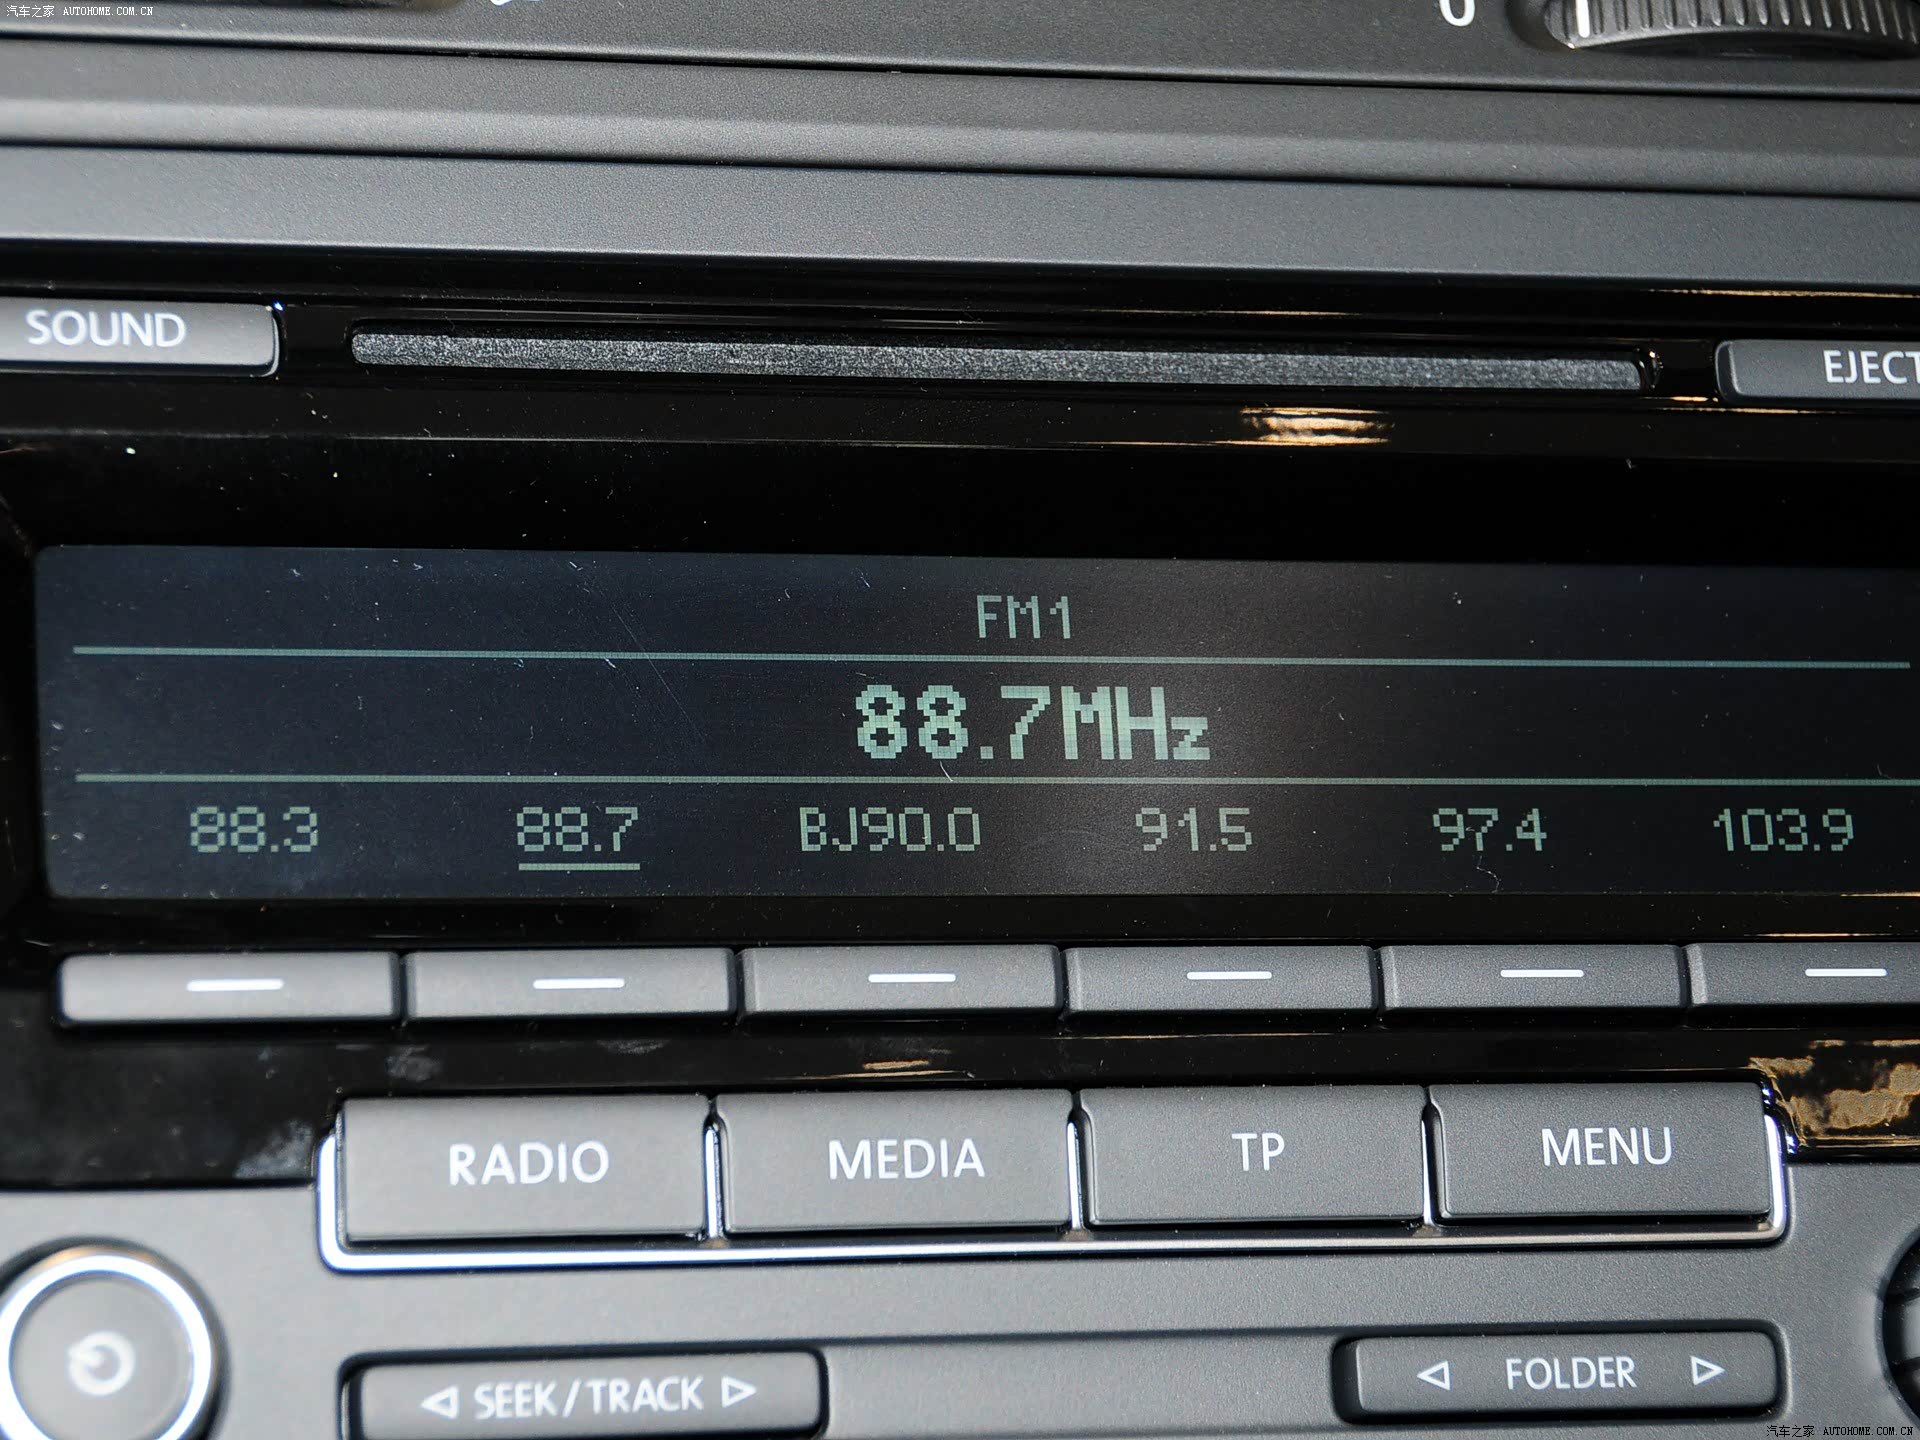 汽车之家 AUTOHOME.COM.CN
0
SOUND
EJECT
FM1
88.7MHz
88.3 88.7 BJ90.0 91.5 97.4 103.9
RADIO MEDIA TP MENU
SEEK/TRACK
FOLDER
汽车之家 AUTOHOME.COM.CN